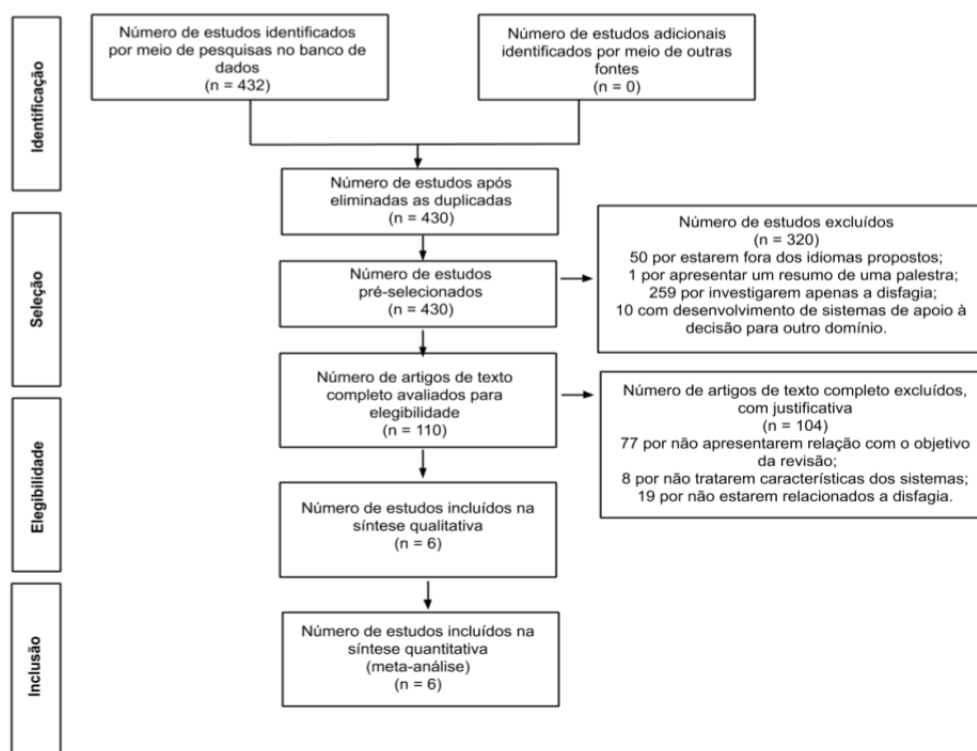 Identificação
Número de estudos identificados
por meio de pesquisas no banco de
dados
(n = 432)
Número de estudos adicionais
identificados por meio de outras
fontes
(n = 0)
Número de estudos após
eliminadas as duplicadas
(n = 430)
Seleção
Número de estudos
pré-selecionados
(n = 430)
Número de estudos excluídos
(n = 320)
50 por estarem fora dos idiomas propostos;
1 por apresentar um resumo de uma palestra;
259 por investigarem apenas a disfagia;
10 com desenvolvimento de sistemas de apoio à
decisão para outro domínio.
Número de artigos de texto
completo avaliados para
elegibilidade
(n = 110)
Elegibilidade
Número de artigos de texto completo excluídos,
com justificativa
(n = 104)
77 por não apresentarem relação com o objetivo
da revisão;
8 por não tratarem características dos sistemas;
19 por não estarem relacionados a disfagia.
Número de estudos incluídos na
síntese qualitativa
(n = 6)
Inclusão
Número de estudos incluídos na
síntese quantitativa
(meta-análise)
(n = 6)